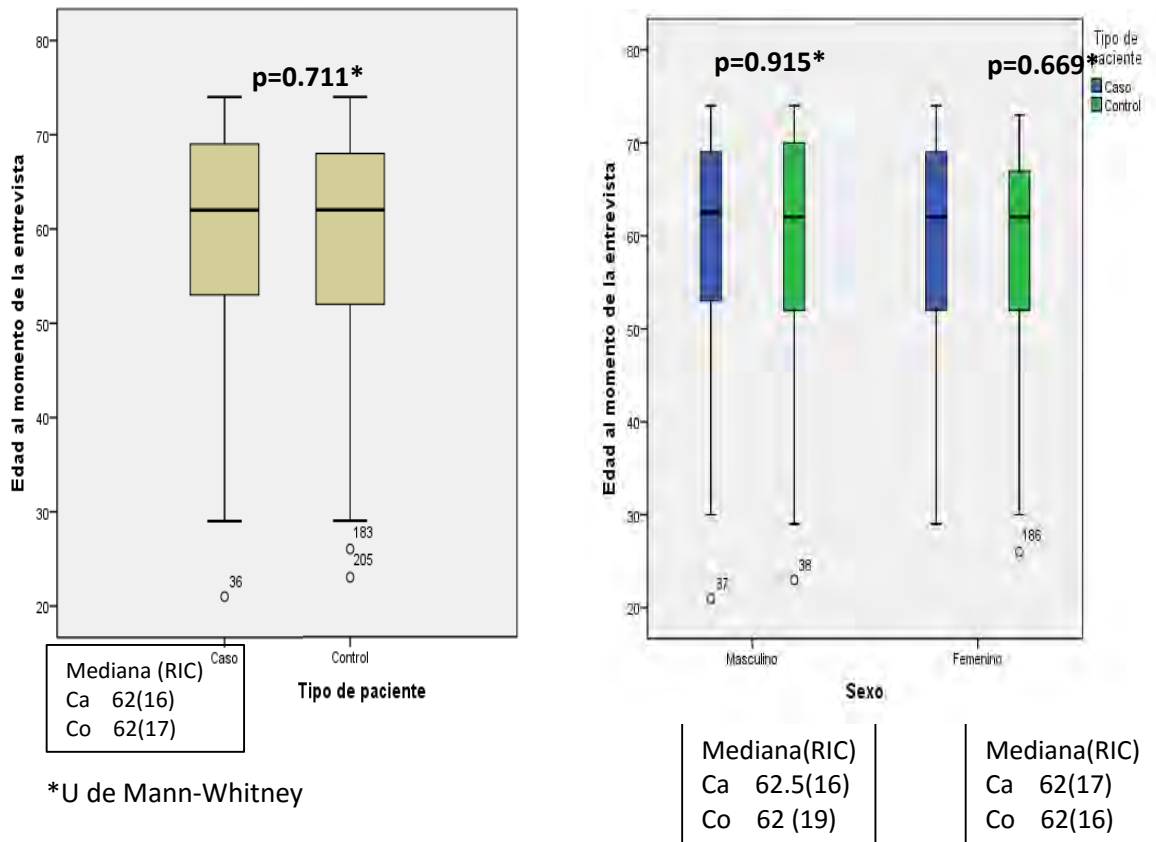 80
70
60
50
40
30
20
Edad al momento de la entrevista
p=0.711*
36
183
205
Caso
Control
Tipo de paciente
Mediana (RIC)
Ca 62(16)
Co 62(17)
*U de Mann-Whitney
80
70
60
50
40
30
20
Edad al momento de la entrevista
p=0.915*
p=0.669*
Tipo de
paciente
Caso
Control
37
38
186
Masculino
Femenino
Sexo
Mediana(RIC)
Ca 62.5(16)
Co 62 (19)
Mediana(RIC)
Ca 62(17)
Co 62(16)